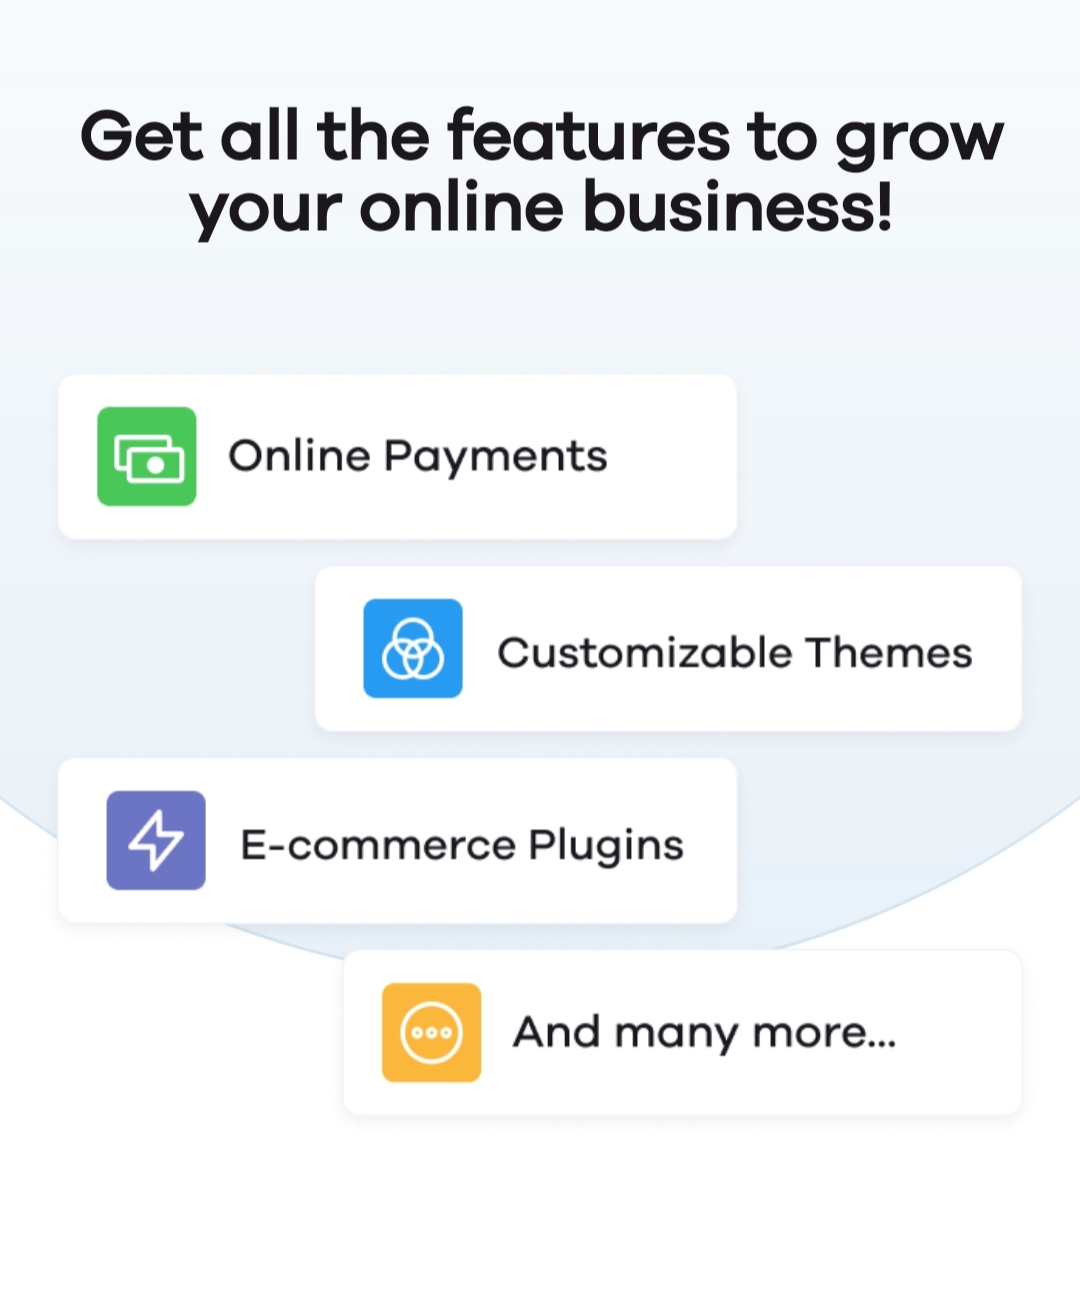 Get all the features to grow
your online business!
Online Payments
Customizable Themes
E-commerce Plugins
And many more...